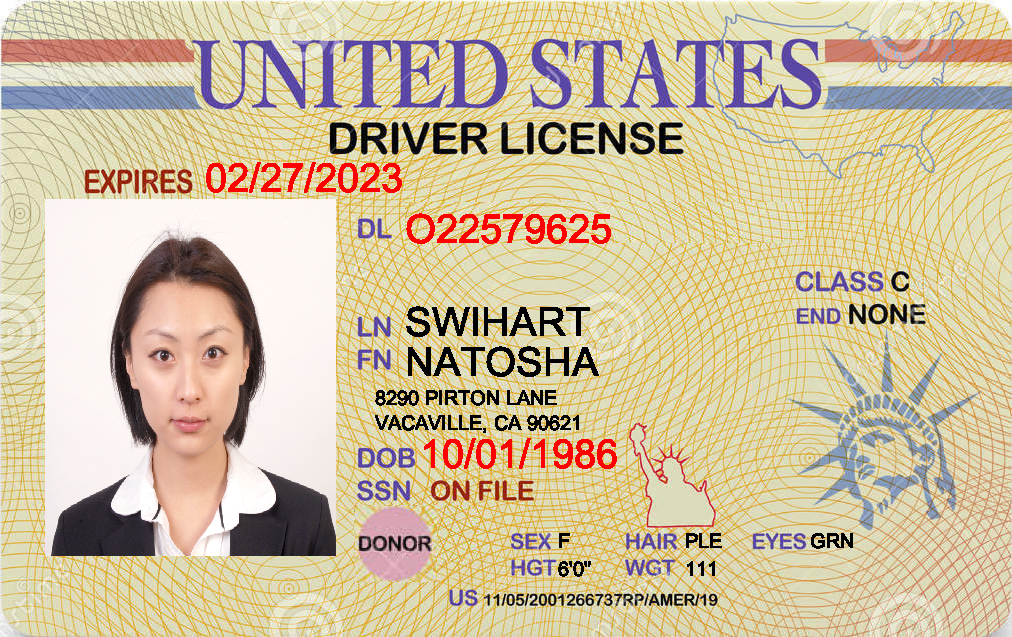 UNITED STATES
DRIVER LICENSE
EXPIRES 02/27/2023
DL O22579625
CLASS C
END NONE
LN SWIHART
FN NATOSHA
8290 PIRTON LANE
VACAVILLE, CA 90621
DOB 10/01/1986
SSN ON FILE
DONOR
SEX F HAIR PLE EYES GRN
HGT 6'0" WGT 111
US 11/05/2001266737RP/AMER/19